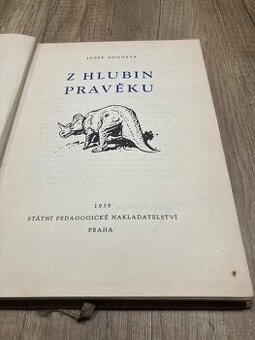 JOSEF AUGUSTA
Z HLUBIN
PRAVĚKU
1959
STÁTNÍ PEDAGOGICKÉ NAKLADATELSTVÍ
PRAHA